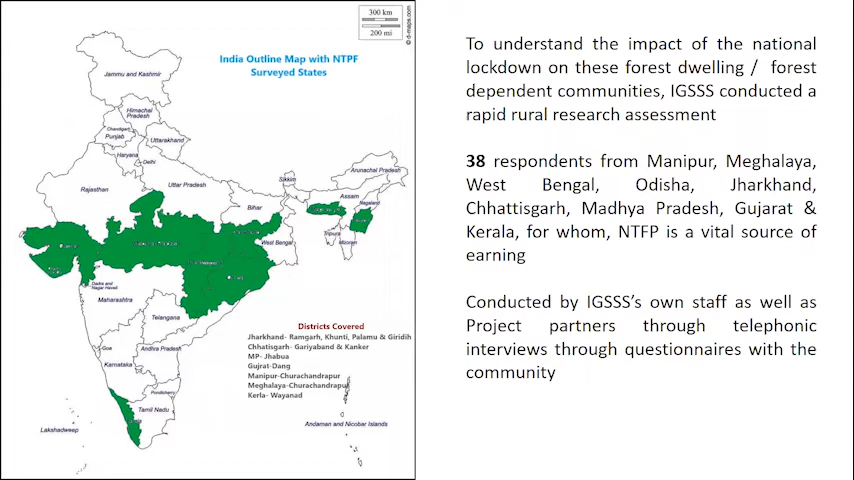 300 km
200 mi
© d-maps.com
India Outline Map with NTPF
Surveyed States
Jammu and Kashmir
Himachal
Pradesh
Chandigarh
Punjab
Uttarakhand
Haryana
Delhi
Arunachal Pradesh
Sikkim
Rajasthan
Uttar Pradesh
Assam
Nagaland
Bihar
Tripura
Mizoram
West Bengal
Dadra and
Nagar Haveli
Maharashtra
Telangana
Goa
Andhra Pradesh
Karnataka
Pondicherry
Tamil Nadu
Lakshadweep
Andaman and Nicobar Islands
Districts Covered
Jharkhand- Ramgarh, Khunti, Palamu & Giridih
Chhatisgarh- Gariyaband & Kanker
MP- Jhabua
Gujrat-Dang
Manipur-Churachandrapur
Meghalaya-Churachandrapur
Kerla- Wayanad
To understand the impact of the national
lockdown on these forest dwelling / forest
dependent communities, IGSSS conducted a
rapid rural research assessment
38 respondents from Manipur, Meghalaya,
West Bengal, Odisha, Jharkhand,
Chhattisgarh, Madhya Pradesh, Gujarat &
Kerala, for whom, NTFP is a vital source of
earning
Conducted by IGSSS's own staff as well as
Project partners through telephonic
interviews through questionnaires with the
community